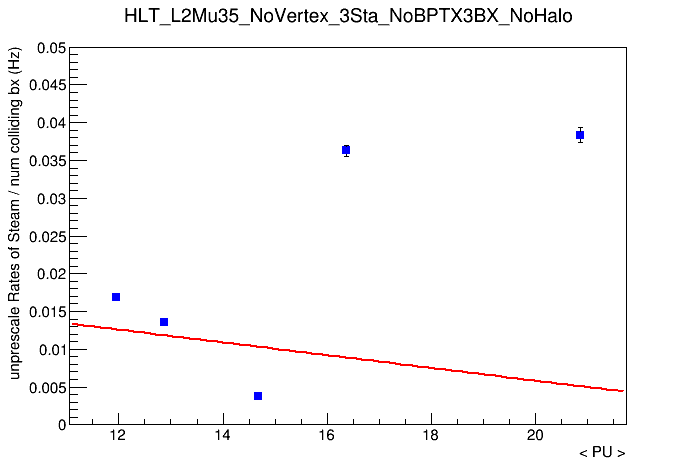 HLT_L2Mu35_NoVertex_3Sta_NoBPTX3BX_NoHalo
unprescale Rates of Steam / num colliding bx (Hz)
0.05
0.045
0.04
0.035
0.03
0.025
0.02
0.015
0.01
0.005
0
12 14 16 18 20
< PU >